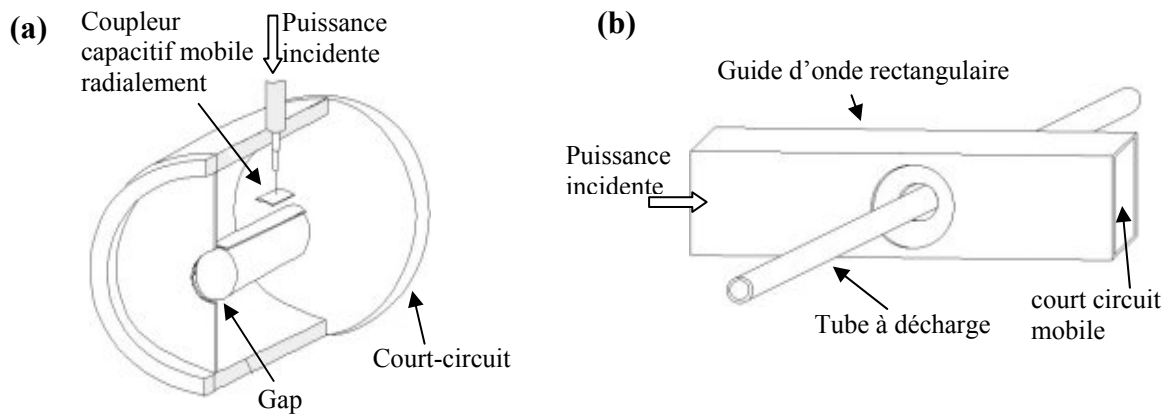 (a)
Coupleur
capacitif mobile
radialement
Puissance
incidente
Gap
Court-circuit
(b)
Guide d'onde rectangulaire
Puissance
incidente
Tube à décharge
court circuit
mobile